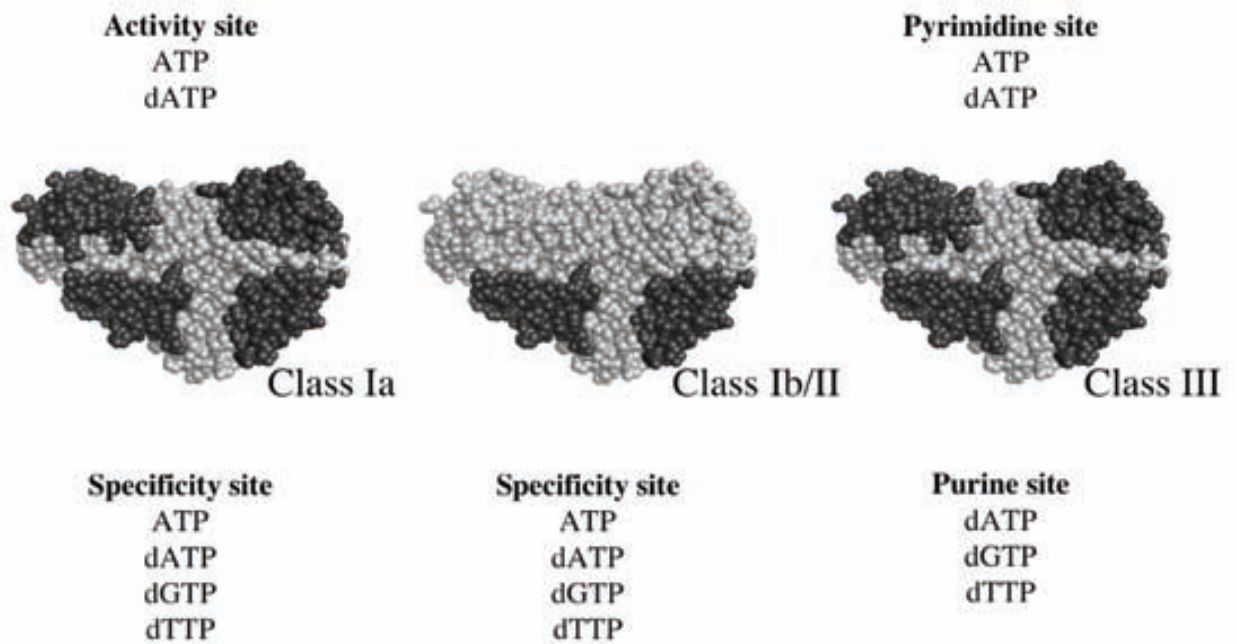 Activity site
ATP
dATP
Pyrimidine site
ATP
dATP
Class Ia
Class Ib/II
Class III
Specificity site
ATP
dATP
dGTP
dTTP
Specificity site
ATP
dATP
dGTP
dTTP
Purine site
dATP
dGTP
dTTP